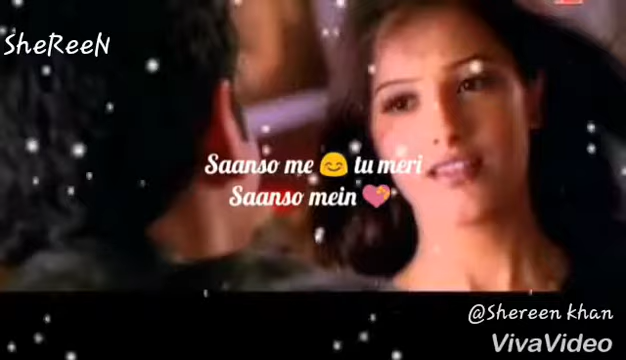 SheReeN
Saanso me 😊 tu meri
Saanso mein 💖
@Shereen khan
VivaVideo